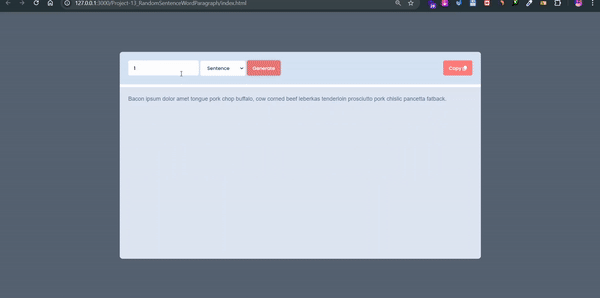 127.0.0.1:3000/Project-13_RandomSentenceWordParagraph/index.html
Sentence Generate Copy
Bacon ipsum dolor amet tongue pork chop buffalo, cow corned beef leberkas tenderloin prosciutto pork chislic pancetta fatback.